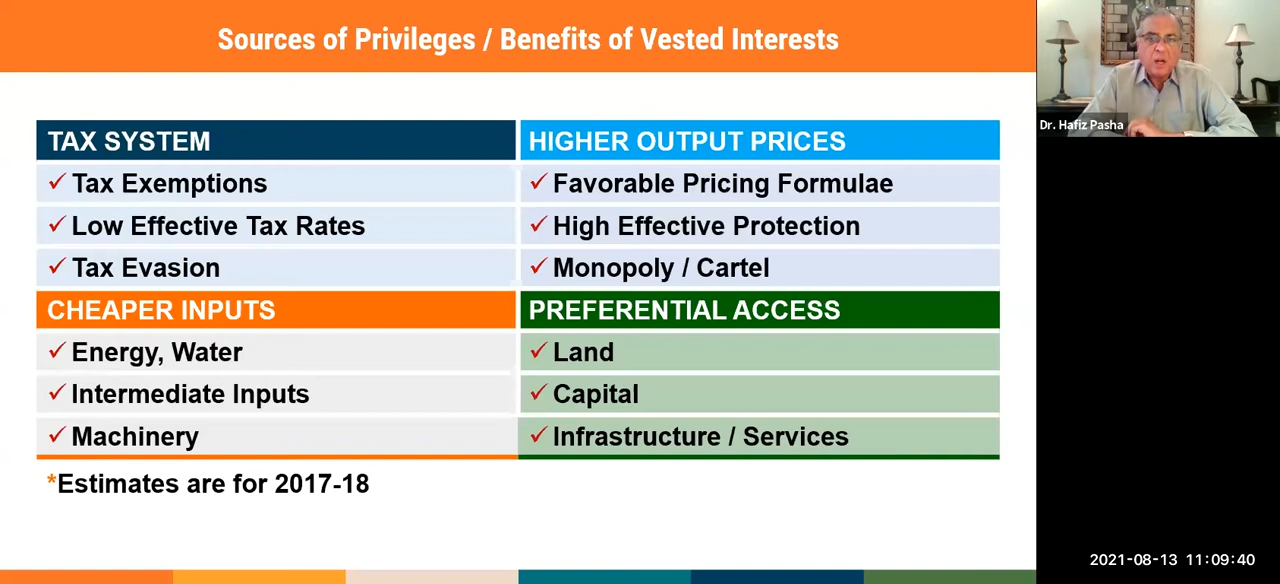 Sources of Privileges / Benefits of Vested Interests
TAX SYSTEM
✓ Tax Exemptions
✓ Low Effective Tax Rates
✓ Tax Evasion
HIGHER OUTPUT PRICES
✓ Favorable Pricing Formulae
✓ High Effective Protection
✓ Monopoly / Cartel
CHEAPER INPUTS
✓ Energy, Water
✓ Intermediate Inputs
✓ Machinery
PREFERENTIAL ACCESS
✓ Land
✓ Capital
✓ Infrastructure / Services
*Estimates are for 2017-18
Dr. Hafiz Pasha
2021-08-13 11:09:40